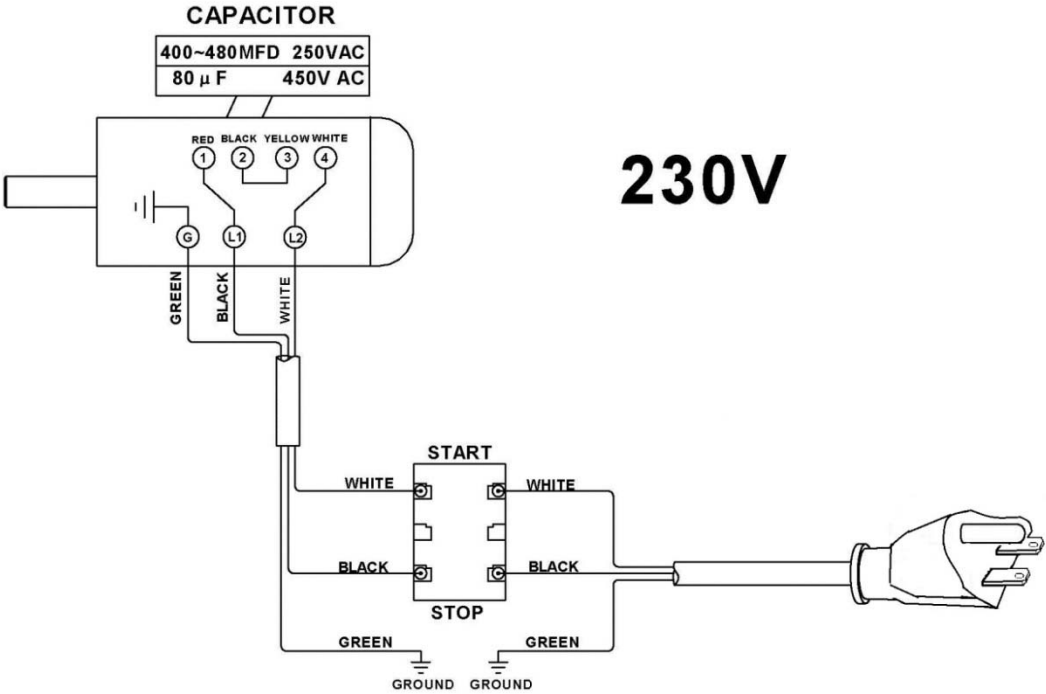 CAPACITOR
400~480MFD 250VAC
80 μ F 450V AC
230V
RED BLACK YELLOW WHITE
1 2 3 4
G L1 L2
GREEN
BLACK
WHITE
START
WHITE WHITE
BLACK BLACK
STOP
GREEN GREEN
GROUND GROUND